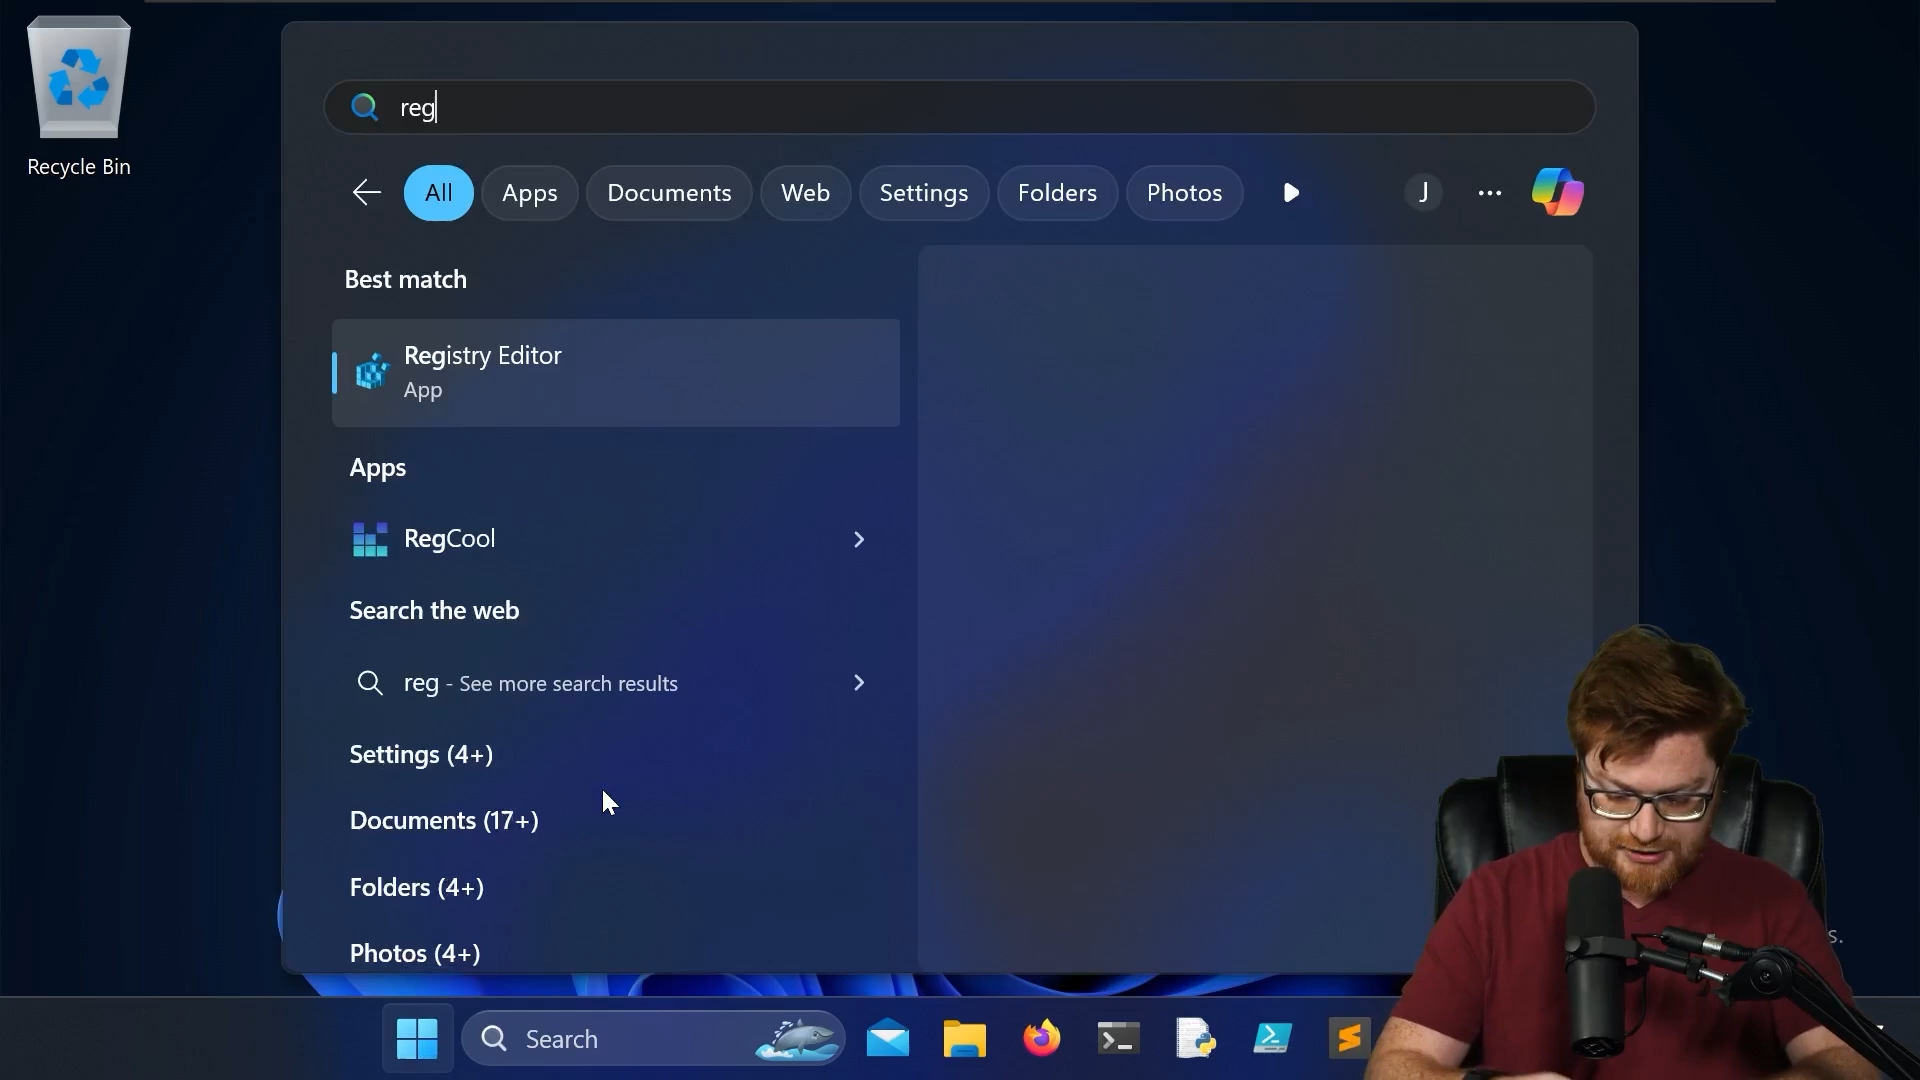 Recycle Bin
reg
All
Apps
Documents
Web
Settings
Folders
Photos
J
Best match
Registry Editor
App
Apps
RegCool
Search the web
reg - See more search results
Settings (4+)
Documents (17+)
Folders (4+)
Photos (4+)
s.
Search